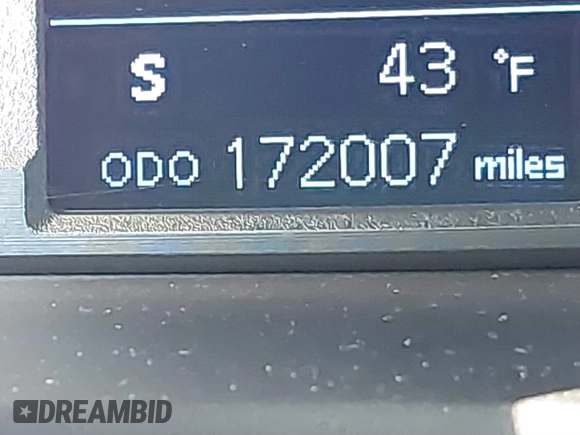 S 43 °F
ODO 172007 miles
DREAMBID